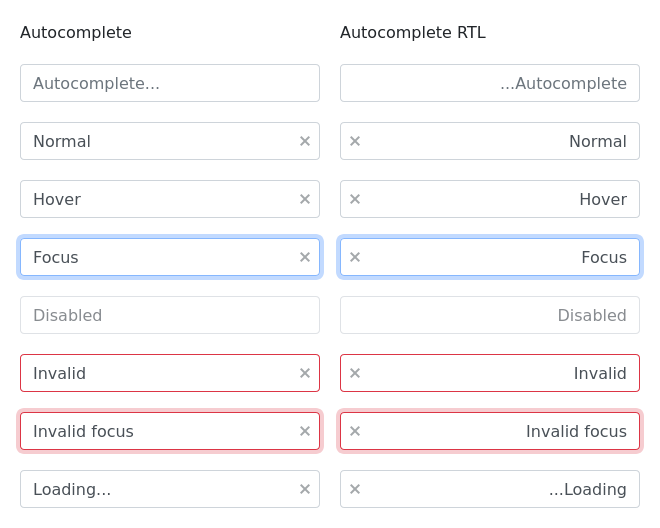 Autocomplete
Autocomplete RTL
Autocomplete...
...Autocomplete
Normal
Normal
Hover
Hover
Focus
Focus
Disabled
Disabled
Invalid
Invalid
Invalid focus
Invalid focus
Loading...
...Loading